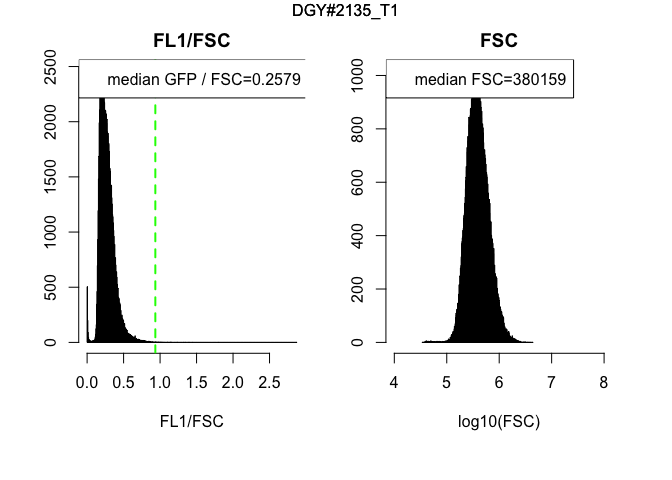 DGY#2135_T1
FL1/FSC
median GFP / FSC=0.2579
0
500
1000
1500
2000
2500
0.0 0.5 1.0 1.5 2.0 2.5
FL1/FSC
FSC
median FSC=380159
0
200
400
600
800
1000
4 5 6 7 8
log10(FSC)